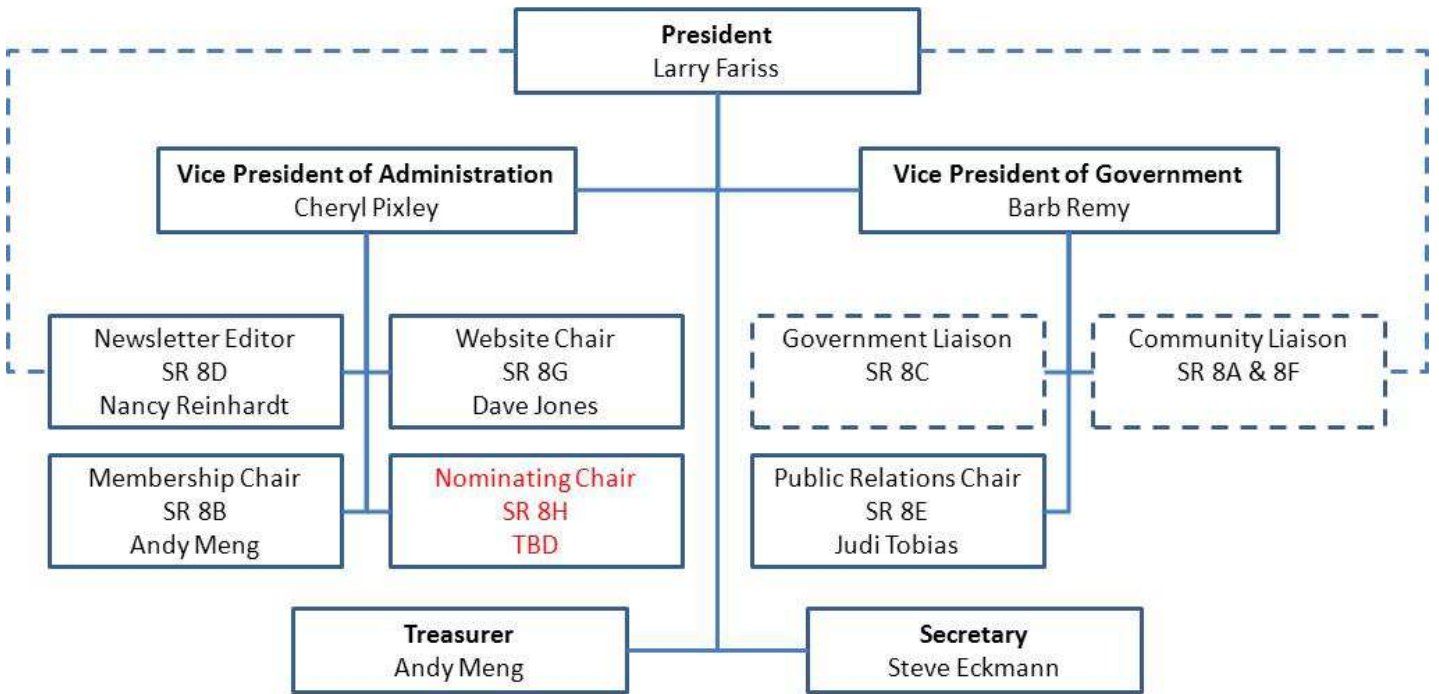 President
Larry Fariss
Vice President of Administration
Cheryl Pixley
Vice President of Government
Barb Remy
Newsletter Editor
SR 8D
Nancy Reinhardt
Website Chair
SR 8G
Dave Jones
Government Liaison
SR 8C
Community Liaison
SR 8A & 8F
Membership Chair
SR 8B
Andy Meng
Nominating Chair
SR 8H
TBD
Public Relations Chair
SR 8E
Judi Tobias
Treasurer
Andy Meng
Secretary
Steve Eckmann